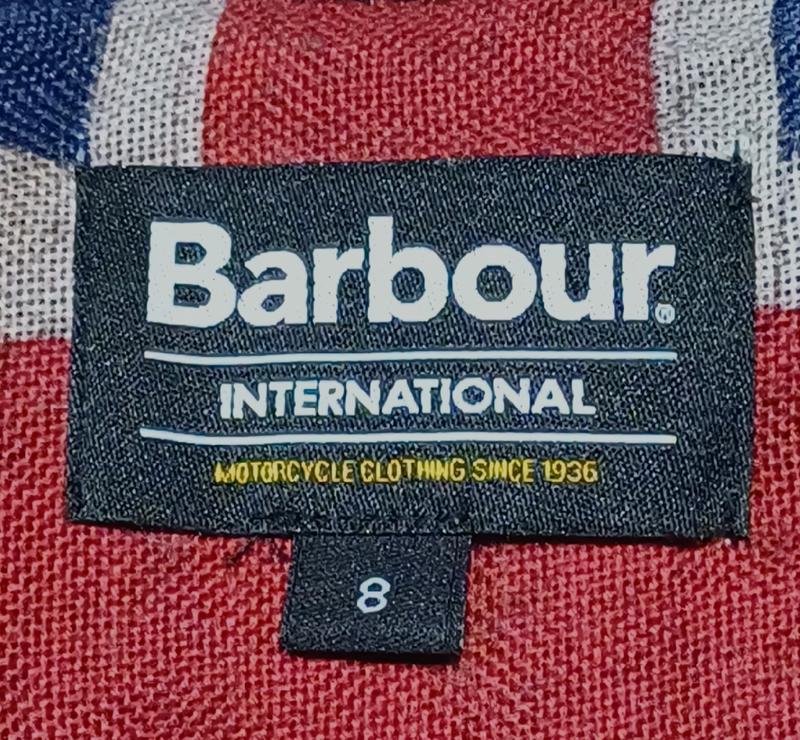 Barbour®
INTERNATIONAL
MOTORCYCLE CLOTHING SINCE 1936
8